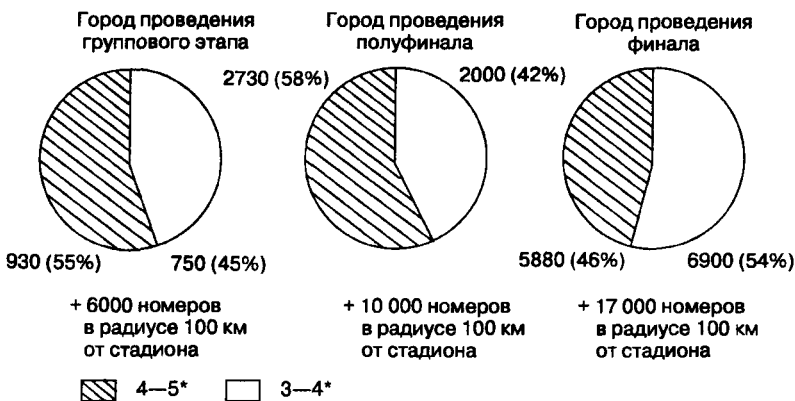 Город проведения
группового этапа
Город проведения
полуфинала
Город проведения
финала
2730 (58%)
2000 (42%)
930 (55%)
750 (45%)
5880 (46%)
6900 (54%)
+ 6000 номеров
в радиусе 100 км
от стадиона
+ 10 000 номеров
в радиусе 100 км
от стадиона
+ 17 000 номеров
в радиусе 100 км
от стадиона
4—5*
3—4*